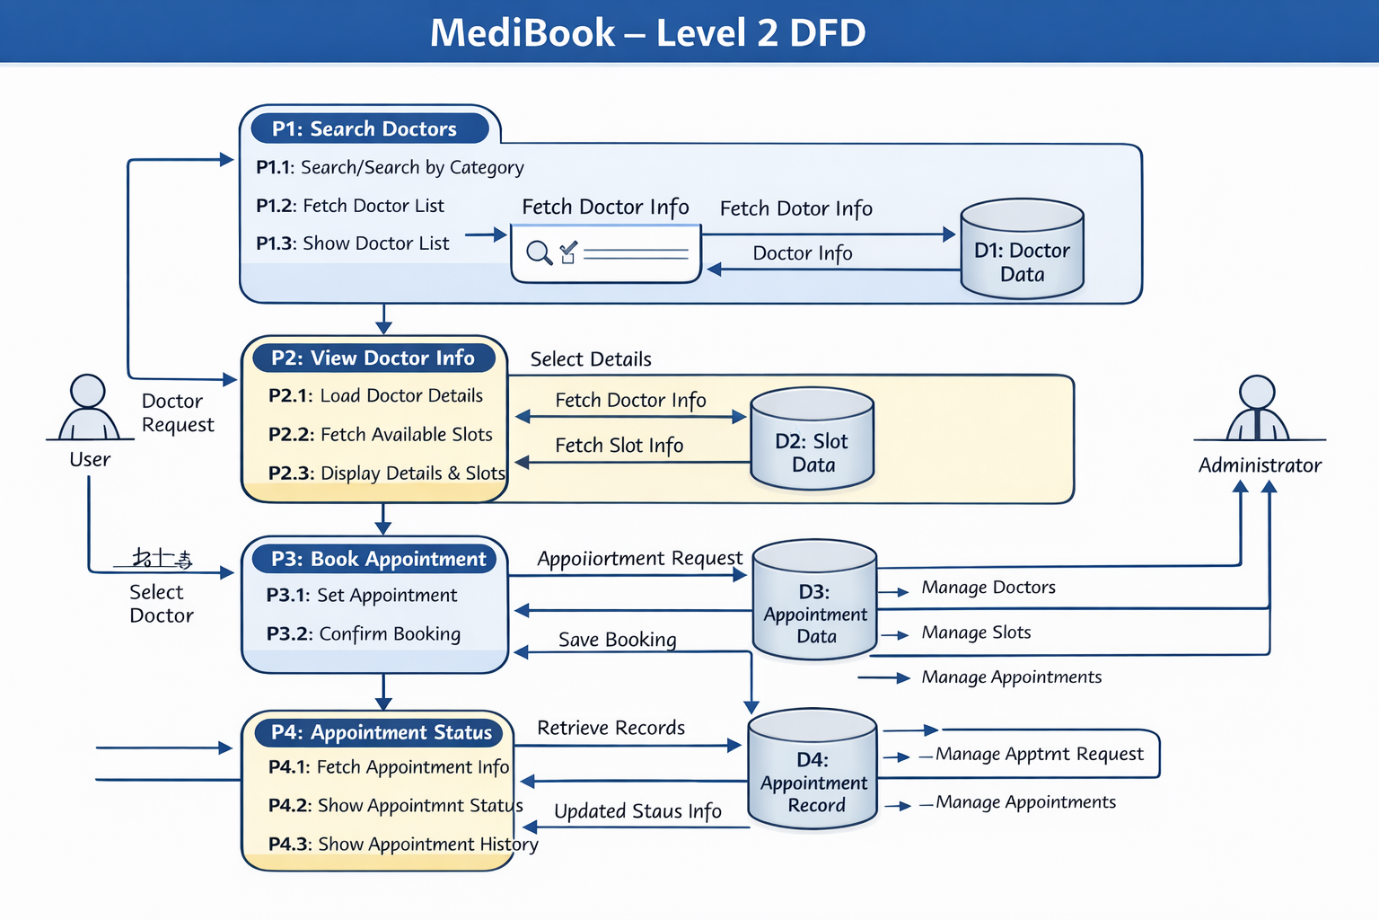 MediBook – Level 2 DFD
P1: Search Doctors
P1.1: Search/Search by Category
P1.2: Fetch Doctor List
P1.3: Show Doctor List
Fetch Doctor Info
Fetch Dotor Info
Doctor Info
D1: Doctor
Data
P2: View Doctor Info
Select Details
P2.1: Load Doctor Details
P2.2: Fetch Available Slots
P2.3: Display Details & Slots
Fetch Doctor Info
Fetch Slot Info
D2: Slot
Data
Doctor
Request
User
Administrator
Select
Doctor
P3: Book Appointment
P3.1: Set Appointment
P3.2: Confirm Booking
Appoiiortment Request
Save Booking
D3:
Appointment
Data
Manage Doctors
Manage Slots
Manage Appointments
P4: Appointment Status
P4.1: Fetch Appointment Info
P4.2: Show Appointmnt Status
P4.3: Show Appointment History
Retrieve Records
Updated Staus Info
D4:
Appointment
Record
Manage Apptrnt Request
Manage Appointments